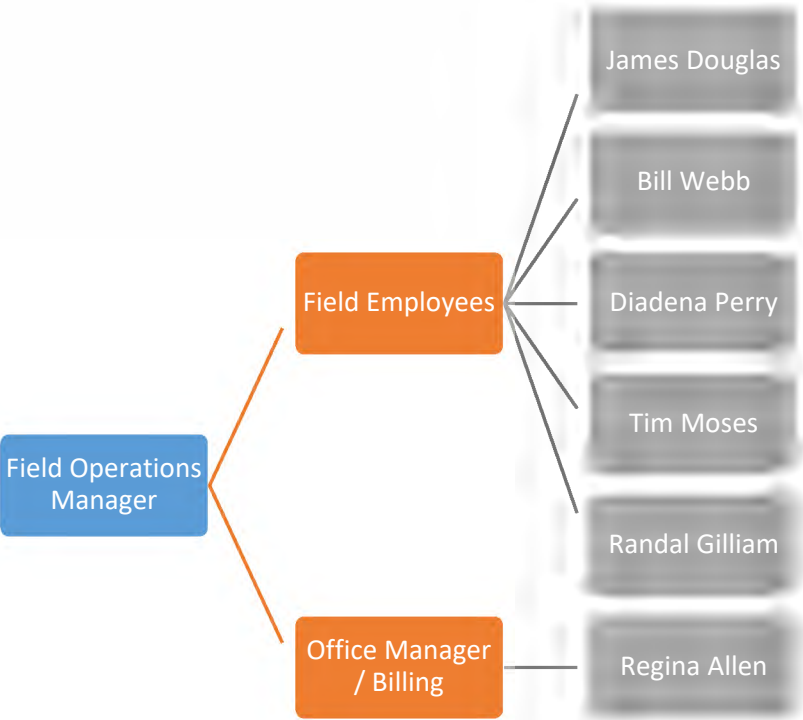 James Douglas
Bill Webb
Field Employees
Diadena Perry
Tim Moses
Field Operations
Manager
Randal Gilliam
Office Manager
/ Billing
Regina Allen